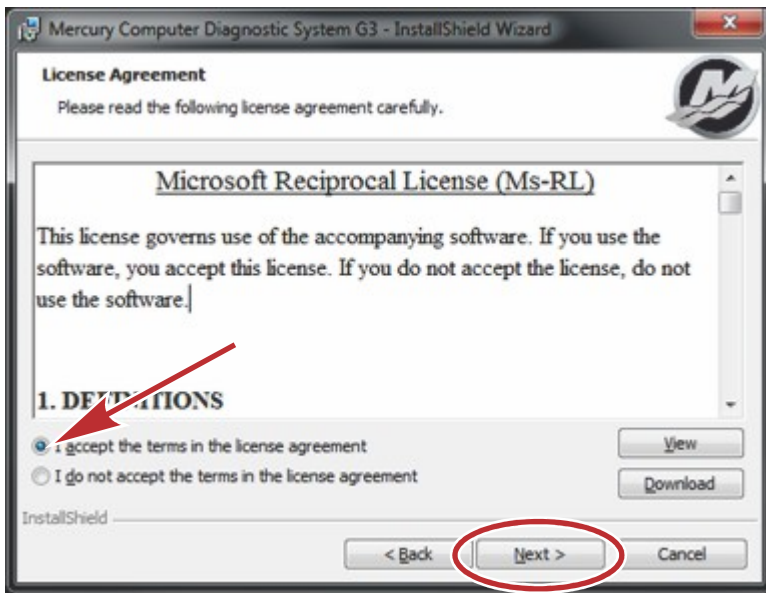 Mercury Computer Diagnostic System G3 - InstallShield Wizard
License Agreement
Please read the following license agreement carefully.
Microsoft Reciprocal License (Ms-RL)
This license governs use of the accompanying software. If you use the
software, you accept this license. If you do not accept the license, do not
use the software.
1. DEFINITIONS
I accept the terms in the license agreement
View
I do not accept the terms in the license agreement
Download
InstallShield
< Back
Next >
Cancel